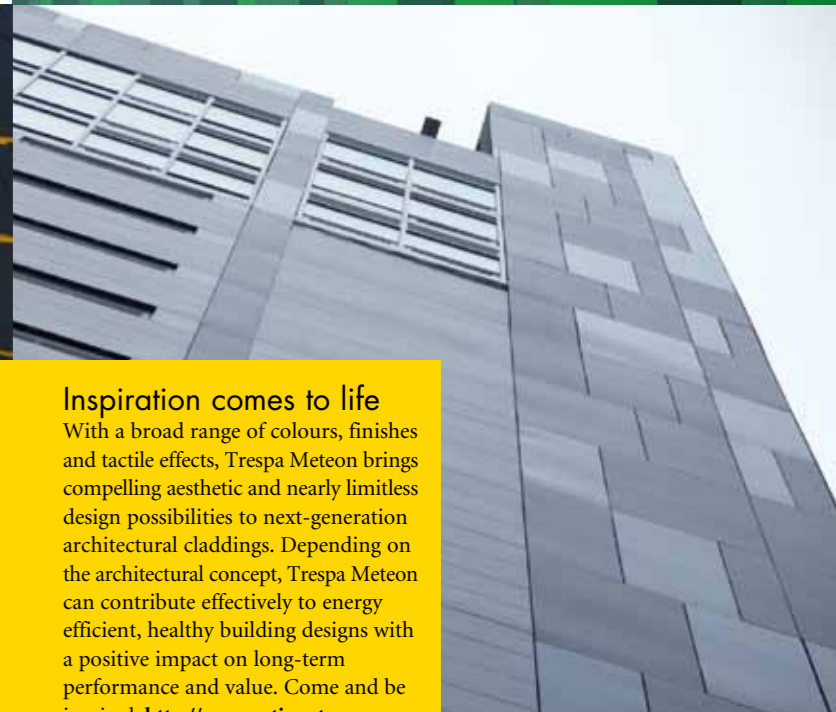 Inspiration comes to life
With a broad range of colours, finishes
and tactile effects, Trespa Meteon brings
compelling aesthetic and nearly limitless
design possibilities to next-generation
architectural claddings. Depending on
the architectural concept, Trespa Meteon
can contribute effectively to energy
efficient, healthy building designs with
a positive impact on long-term
performance and value. Come and be